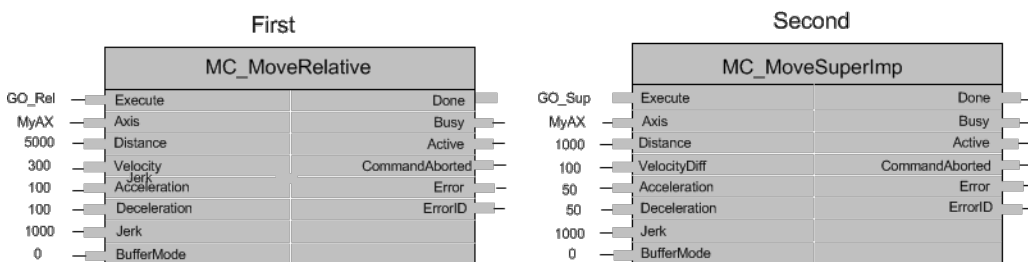 First
MC_MoveRelative
GO_Rel Execute Done
MyAX Axis Busy
5000 Distance Active
300 Velocity CommandAborted
Jerk
100 Acceleration Error
100 Deceleration ErrorID
1000 Jerk
0 BufferMode
Second
MC_MoveSuperImp
GO_Sup Execute Done
MyAX Axis Busy
1000 Distance Active
100 VelocityDiff CommandAborted
50 Acceleration Error
50 Deceleration ErrorID
1000 Jerk
0 BufferMode